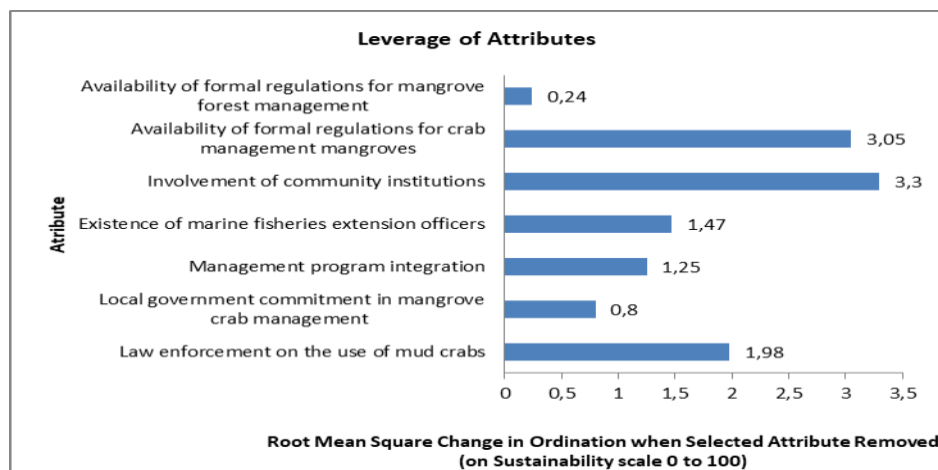 Leverage of Attributes
Atribute
Availability of formal regulations for mangrove
forest management
0,24
Availability of formal regulations for crab
management mangroves
3,05
Involvement of community institutions
3,3
Existence of marine fisheries extension officers
1,47
Management program integration
1,25
Local government commitment in mangrove
crab management
0,8
Law enforcement on the use of mud crabs
1,98
0 0,5 1 1,5 2 2,5 3 3,5
Root Mean Square Change in Ordination when Selected Attribute Removed
(on Sustainability scale 0 to 100)